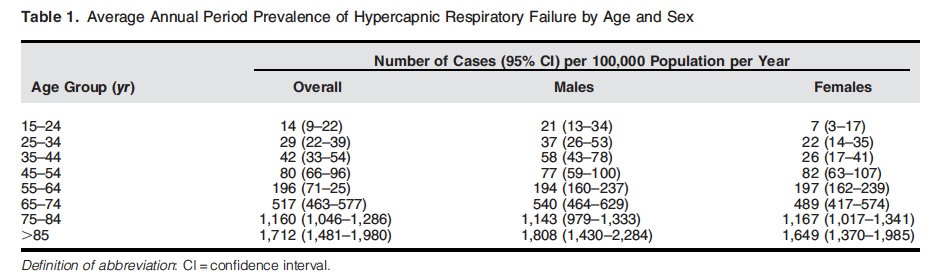 Table 1. Average Annual Period Prevalence of Hypercapnic Respiratory Failure by Age and Sex
Number of Cases (95% CI) per 100,000 Population per Year
Age Group (yr) Overall Males Females
15–24 14 (9–22) 21 (13–34) 7 (3–17)
25–34 29 (22–39) 37 (26–53) 22 (14–35)
35–44 42 (33–54) 58 (43–78) 26 (17–41)
45–54 80 (66–96) 77 (59–100) 82 (63–107)
55–64 196 (71–25) 194 (160–237) 197 (162–239)
65–74 517 (463–577) 540 (464–629) 489 (417–574)
75–84 1,160 (1,046–1,286) 1,143 (979–1,333) 1,167 (1,017–1,341)
>85 1,712 (1,481–1,980) 1,808 (1,430–2,284) 1,649 (1,370–1,985)
Definition of abbreviation: CI = confidence interval.